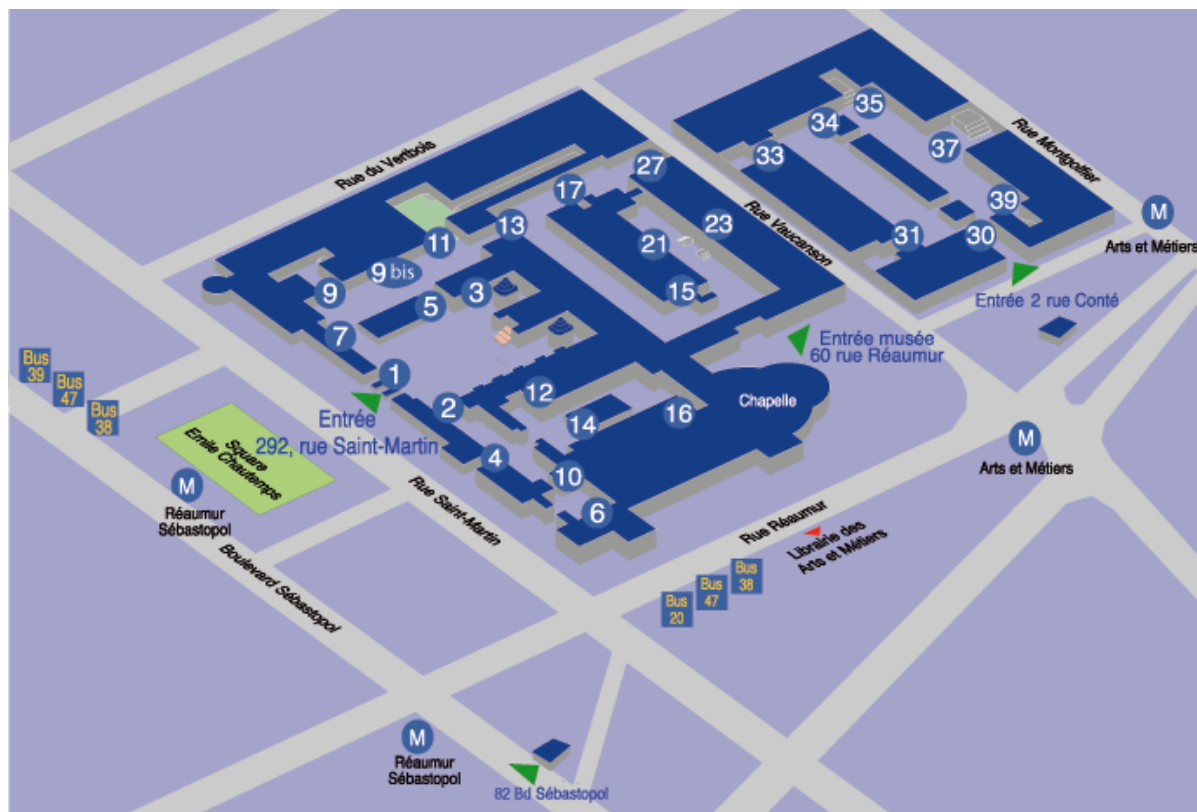 35
34
37
Rue Montgolfier
33
Rue du Vertbois
27
17
M
Arts et Métiers
39
13
23
Rue Vaucanson
11
21
31
30
9 bis
9
3
15
5
Entrée 2 rue Conté
7
Entrée musée
60 rue Réaumur
Bus
39
Bus
47
Bus
38
1
12
2
Chapelle
16
14
Entrée
292, rue Saint-Martin
Square
Emile Chautemps
4
10
6
M
Arts et Métiers
M
Réaumur
Sébastopol
Rue Saint-Martin
Rue Réaumur
Librairie des
Arts et Métiers
Bus
38
Bus
47
Bus
20
Boulevard Sébastopol
M
Réaumur
Sébastopol
82 Bd Sébastopol